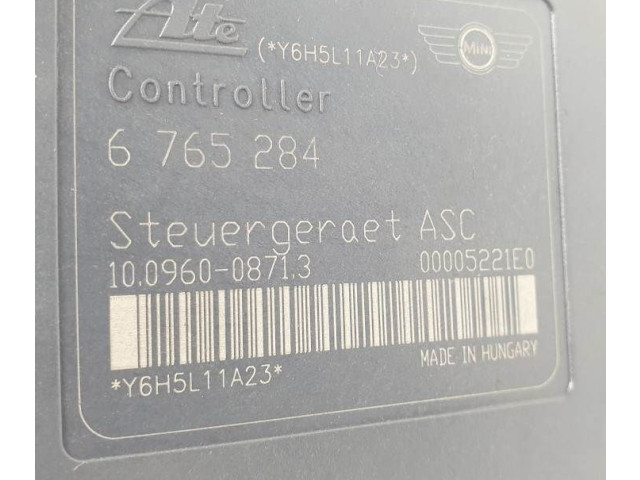 Ate (*Y6H5L11A23*) MINI
Controller
6 765 284
Steuergeraet ASC
10.0960-0871.3 00005221E0
MADE IN HUNGARY
*Y6H5L11A23*